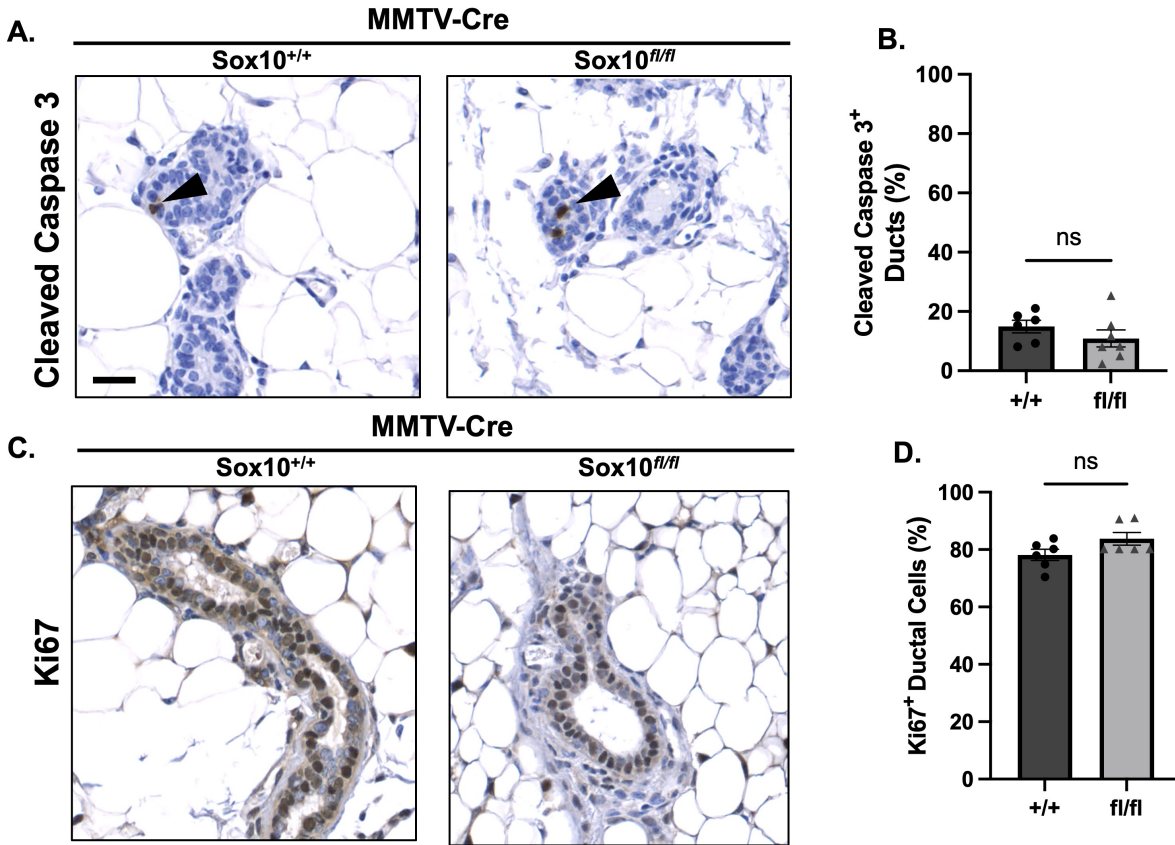 A.
MMTV-Cre
Sox10+/+
Sox10fl/fl
Cleaved Caspase 3
B.
Cleaved Caspase 3+
Ducts (%)
100
80
60
40
20
0
ns
+/+
fl/fl
C.
MMTV-Cre
Sox10+/+
Sox10fl/fl
Ki67
D.
Ki67+ Ductal Cells (%)
100
80
60
40
20
0
ns
+/+
fl/fl